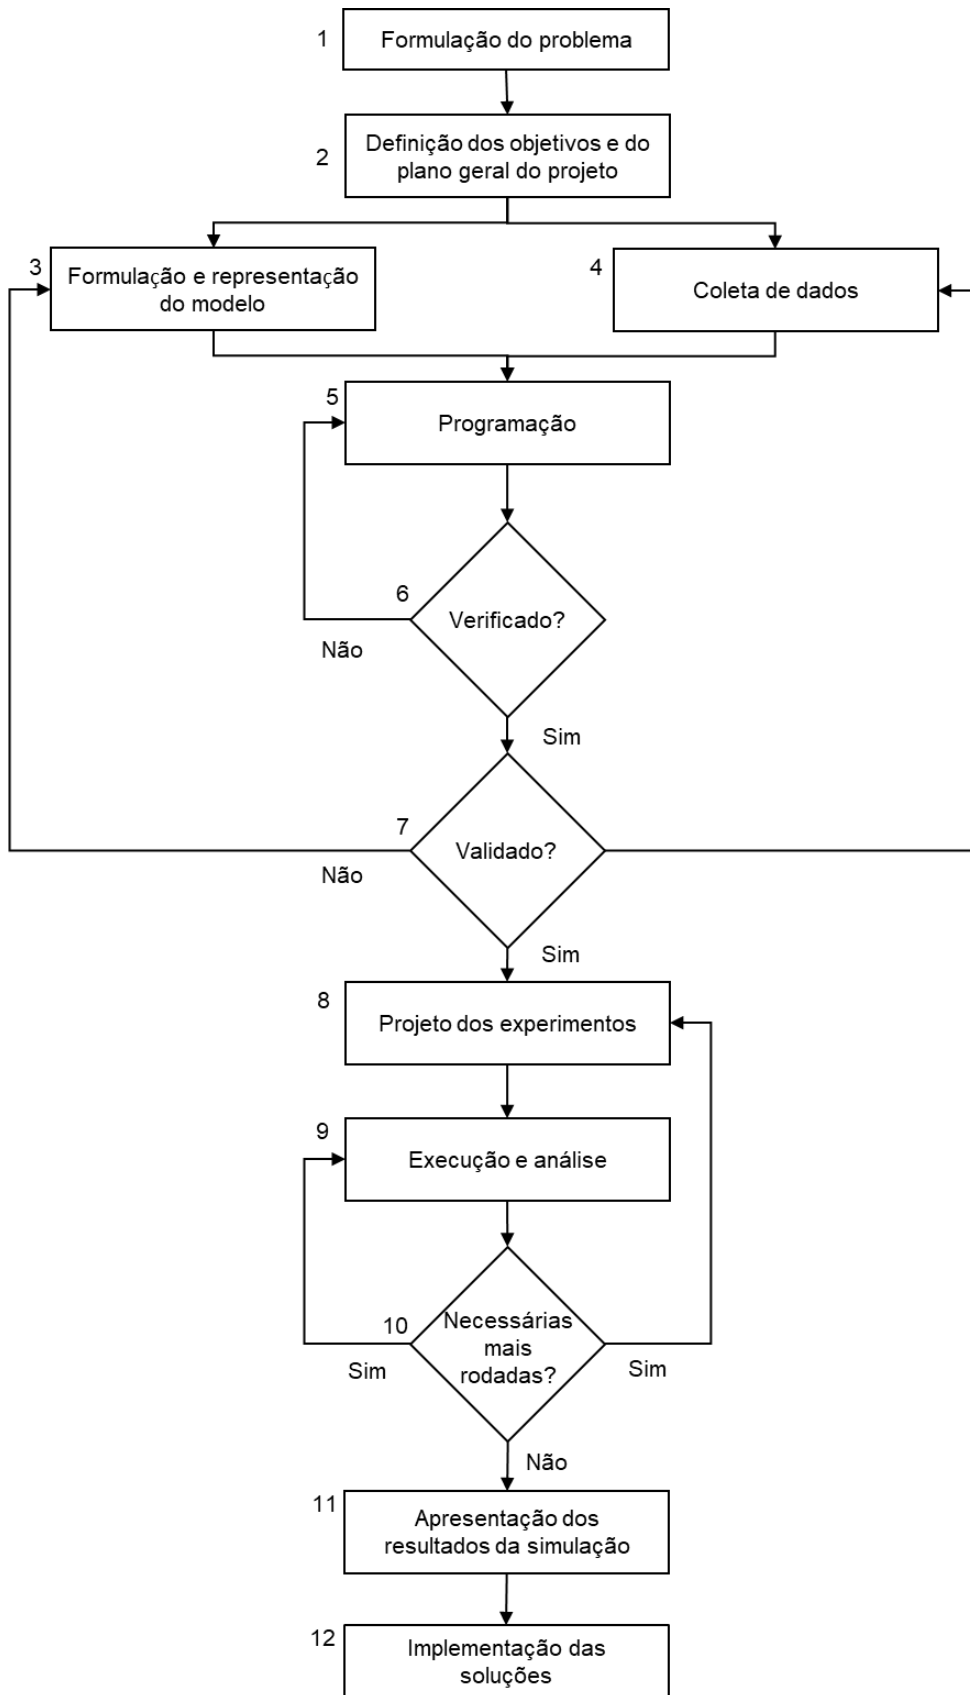 1
Formulação do problema
2
Definição dos objetivos e do
plano geral do projeto
3
Formulação e representação
do modelo
4
Coleta de dados
5
Programação
6
Verificado?
Não
Sim
7
Validado?
Não
Sim
8
Projeto dos experimentos
9
Execução e análise
10
Necessárias
mais
rodadas?
Sim
Sim
Não
11
Apresentação dos
resultados da simulação
12
Implementação das
soluções